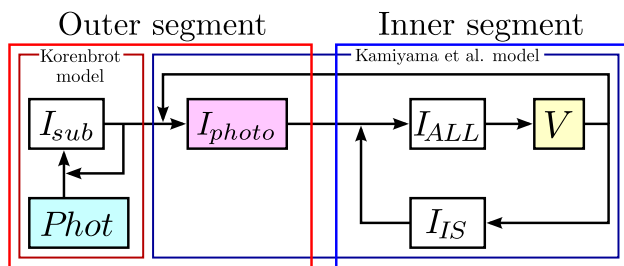 Outer segment
Inner segment
Korenbrot
model
Kamiyama et al. model
I_sub
I_photo
I_ALL
V
Phot
I_IS